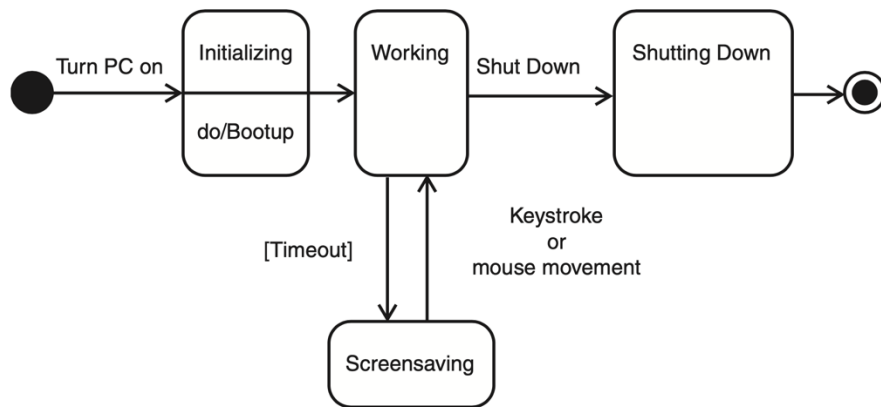 Turn PC on
Initializing
do/Bootup
Working
Shut Down
Shutting Down
[Timeout]
Keystroke
or
mouse movement
Screensaving